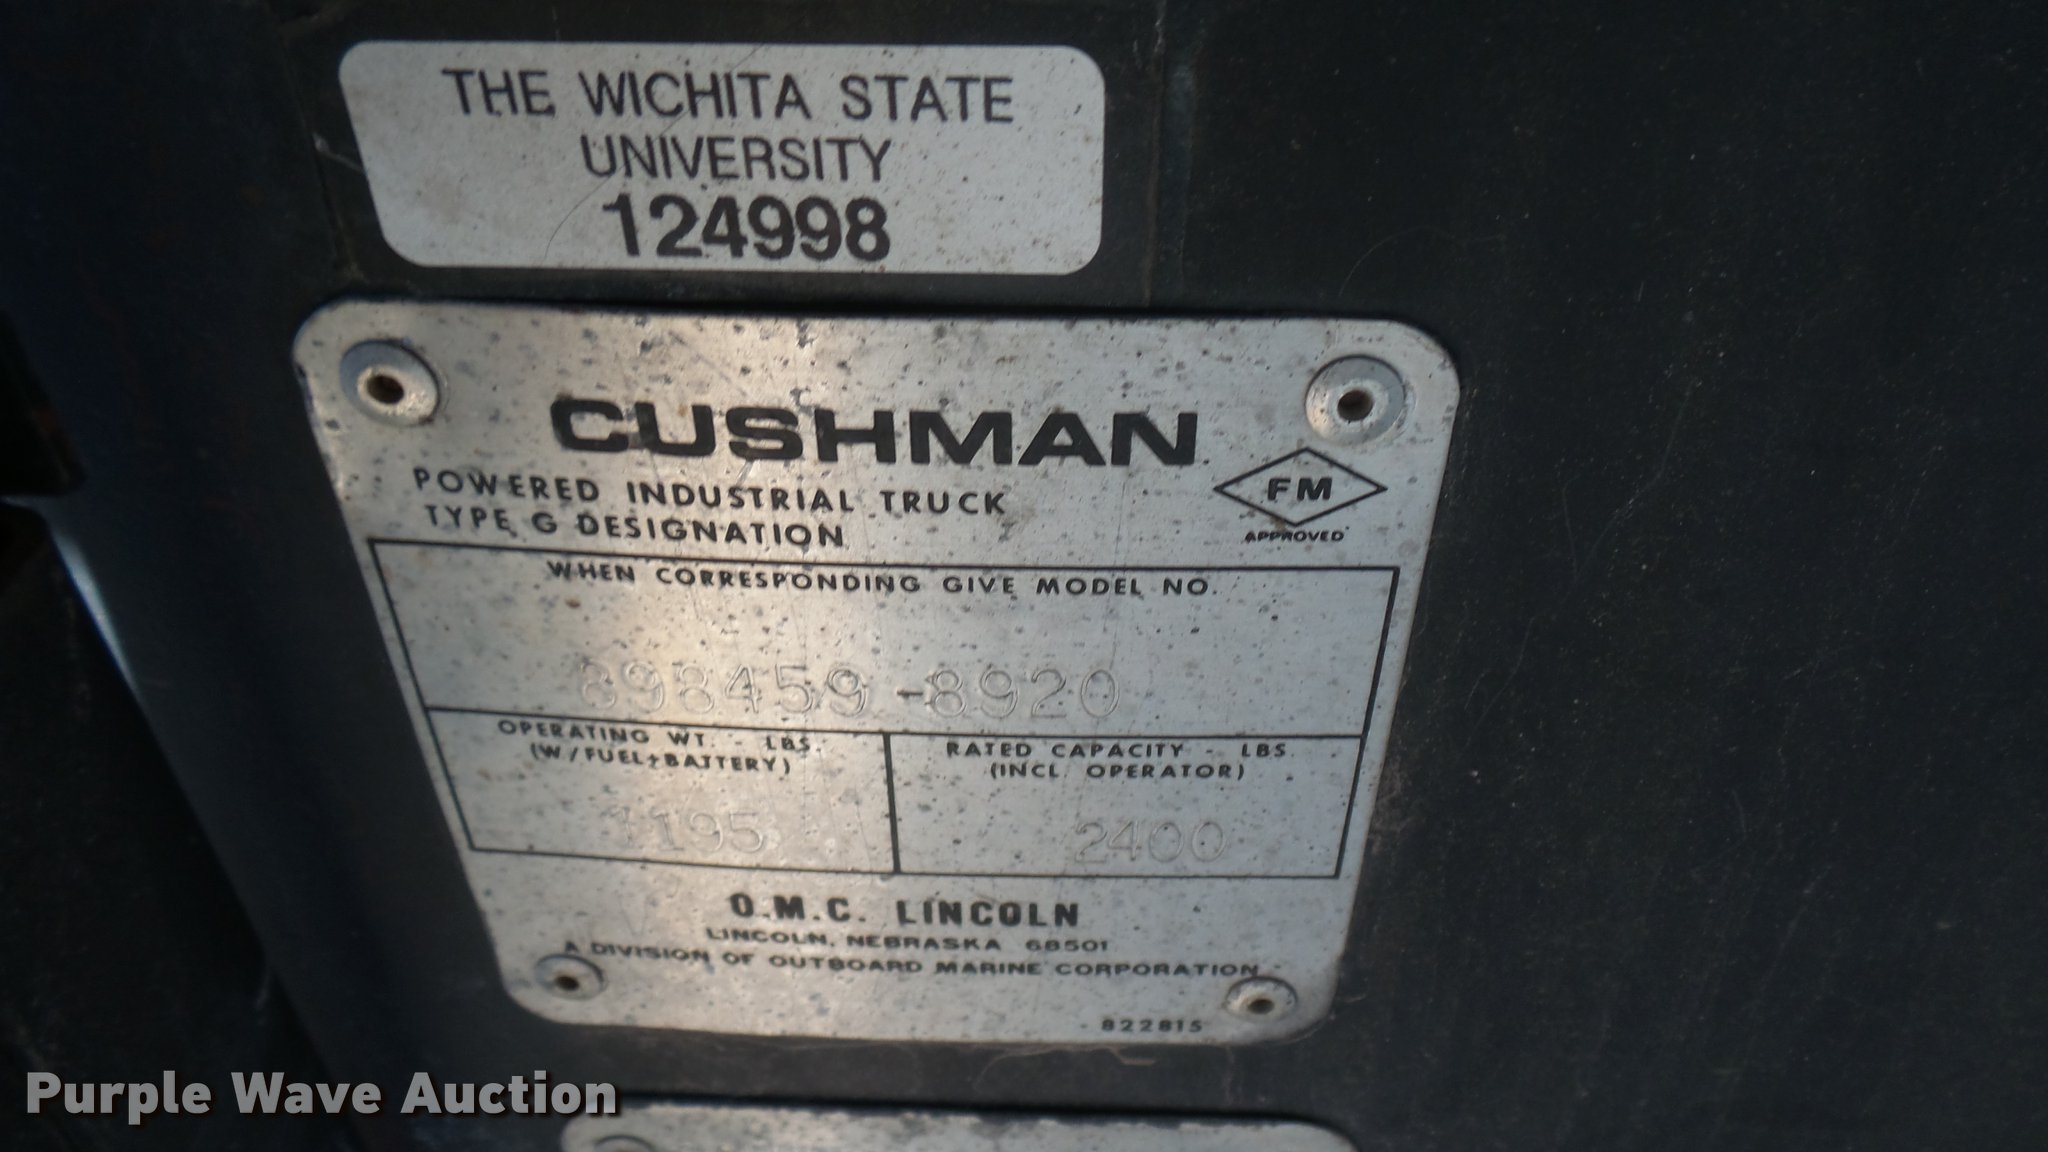 THE WICHITA STATE
UNIVERSITY
124998
CUSHMAN
POWERED INDUSTRIAL TRUCK
TYPE G DESIGNATION
FM
APPROVED
WHEN CORRESPONDING GIVE MODEL NO.
898459-8920
OPERATING WT. - LBS.
(W/FUEL+BATTERY)
1195
RATED CAPACITY - LBS.
(INCL. OPERATOR)
2400
O.M.C. LINCOLN
LINCOLN, NEBRASKA 68501
A DIVISION OF OUTBOARD MARINE CORPORATION
822815
Purple Wave Auction